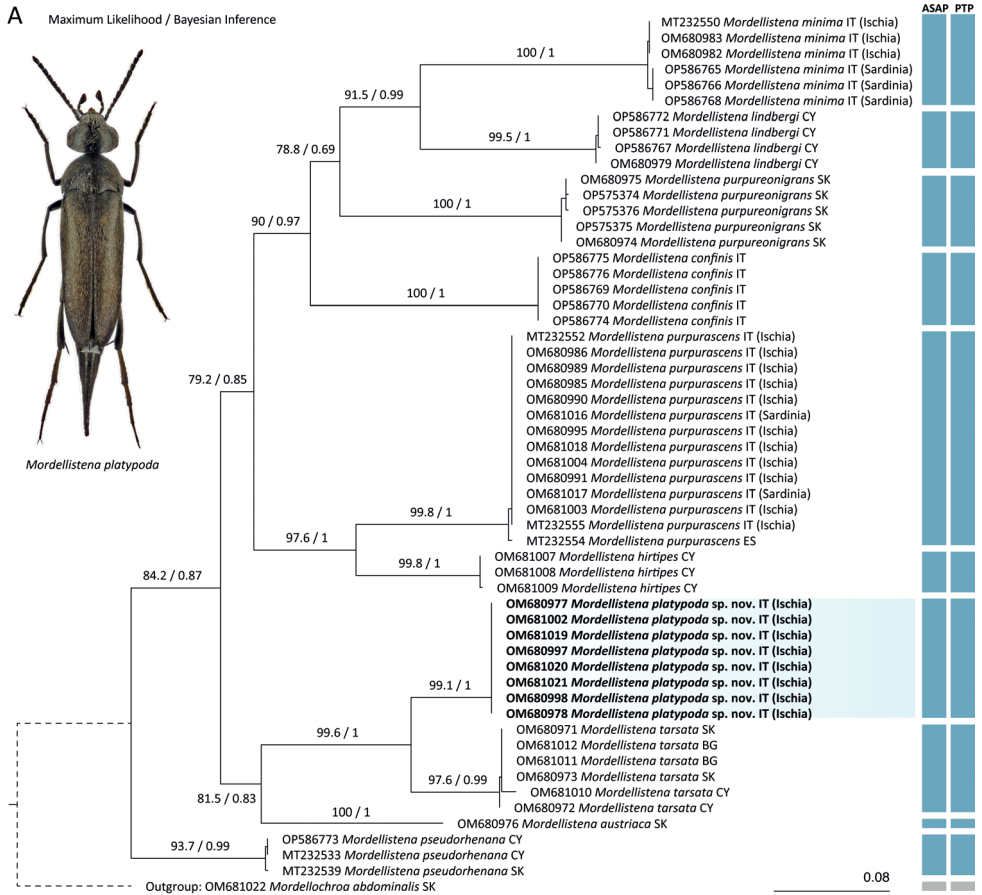 A
Maximum Likelihood / Bayesian Inference
ASAP PTP
MT232550 Mordellistena minima IT (Ischia)
OM680983 Mordellistena minima IT (Ischia)
100 / 1
OM680982 Mordellistena minima IT (Ischia)
OP586765 Mordellistena minima IT (Sardinia)
OP586766 Mordellistena minima IT (Sardinia)
91.5 / 0.99
OP586768 Mordellistena minima IT (Sardinia)
OP586772 Mordellistena lindbergi CY
OP586771 Mordellistena lindbergi CY
99.5 / 1
OP586767 Mordellistena lindbergi CY
78.8 / 0.69
OM680979 Mordellistena lindbergi CY
OM680975 Mordellistena purpureonigrans SK
OP575374 Mordellistena purpureonigrans SK
100 / 1
OP575376 Mordellistena purpureonigrans SK
90 / 0.97
OP575375 Mordellistena purpureonigrans SK
OM680974 Mordellistena purpureonigrans SK
OP586775 Mordellistena confinis IT
OP586776 Mordellistena confinis IT
100 / 1
OP586769 Mordellistena confinis IT
OP586770 Mordellistena confinis IT
OP586774 Mordellistena confinis IT
MT232552 Mordellistena purpurascens IT (Ischia)
OM680986 Mordellistena purpurascens IT (Ischia)
OM680989 Mordellistena purpurascens IT (Ischia)
79.2 / 0.85
OM680985 Mordellistena purpurascens IT (Ischia)
OM680990 Mordellistena purpurascens IT (Ischia)
OM681016 Mordellistena purpurascens IT (Sardinia)
OM680995 Mordellistena purpurascens IT (Ischia)
OM681018 Mordellistena purpurascens IT (Ischia)
Mordellistena platypoda
OM681004 Mordellistena purpurascens IT (Ischia)
OM680991 Mordellistena purpurascens IT (Ischia)
OM681017 Mordellistena purpurascens IT (Sardinia)
OM681003 Mordellistena purpurascens IT (Ischia)
99.8 / 1
MT232555 Mordellistena purpurascens IT (Ischia)
97.6 / 1
MT232554 Mordellistena purpurascens ES
OM681007 Mordellistena hirtipes CY
99.8 / 1
OM681008 Mordellistena hirtipes CY
84.2 / 0.87
OM681009 Mordellistena hirtipes CY
OM680977 Mordellistena platypoda sp. nov. IT (Ischia)
OM681002 Mordellistena platypoda sp. nov. IT (Ischia)
OM681019 Mordellistena platypoda sp. nov. IT (Ischia)
OM680997 Mordellistena platypoda sp. nov. IT (Ischia)
OM681020 Mordellistena platypoda sp. nov. IT (Ischia)
OM681021 Mordellistena platypoda sp. nov. IT (Ischia)
99.1 / 1
OM680998 Mordellistena platypoda sp. nov. IT (Ischia)
OM680978 Mordellistena platypoda sp. nov. IT (Ischia)
OM680971 Mordellistena tarsata SK
99.6 / 1
OM681012 Mordellistena tarsata BG
OM681011 Mordellistena tarsata BG
97.6 / 0.99
OM680973 Mordellistena tarsata SK
OM681010 Mordellistena tarsata CY
81.5 / 0.83
OM680972 Mordellistena tarsata CY
100 / 1
OM680976 Mordellistena austriaca SK
OP586773 Mordellistena pseudorhenana CY
93.7 / 0.99
MT232533 Mordellistena pseudorhenana CY
MT232539 Mordellistena pseudorhenana SK
0.08
Outgroup: OM681022 Mordellochroa abdominalis SK